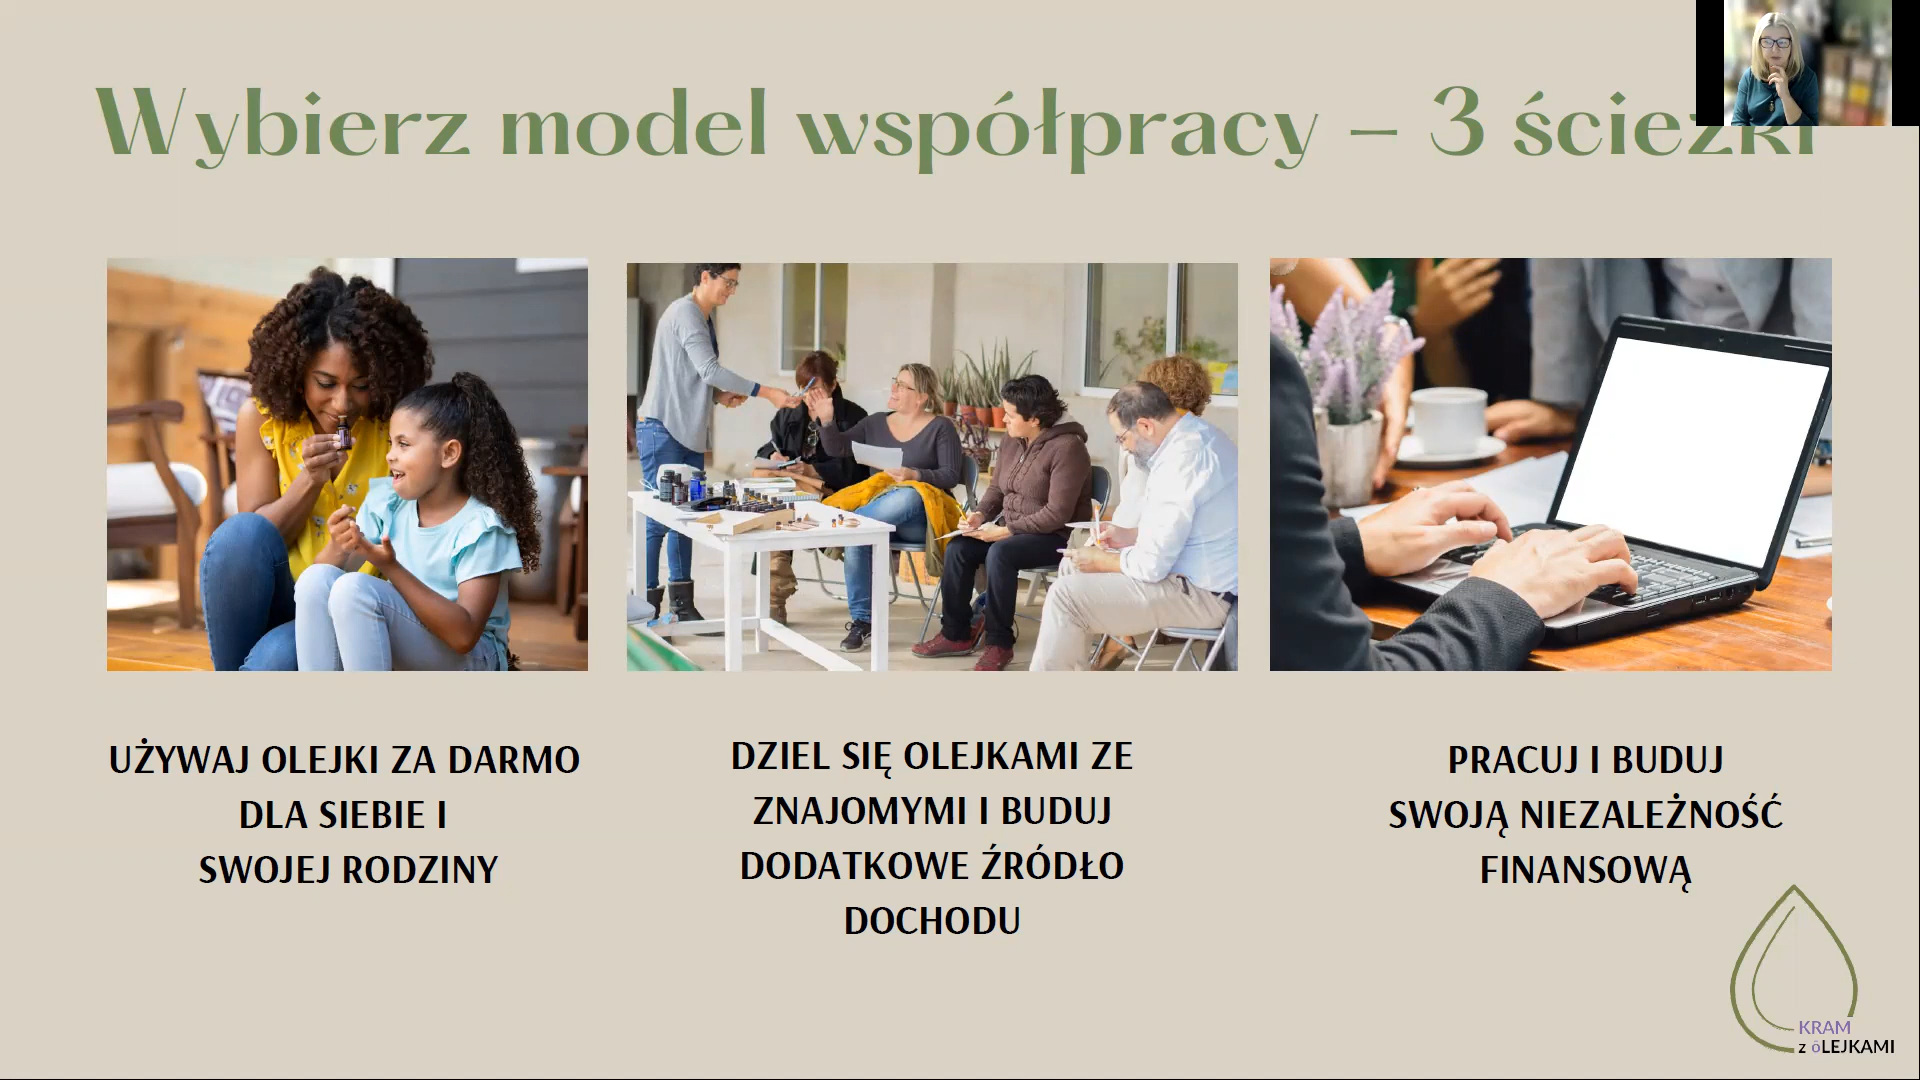 Wybierz model współpracy – 3 ścieżki
UŻYWAJ OLEJKI ZA DARMO
DLA SIEBIE I
SWOJEJ RODZINY
DZIEL SIĘ OLEJKAMI ZE
ZNAJOMYMI I BUDUJ
DODATKOWE ŹRÓDŁO
DOCHODU
PRACUJ I BUDUJ
SWOJĄ NIEZALEŻNOŚĆ
FINANSOWĄ
KRAM
z ōLEJKAMI